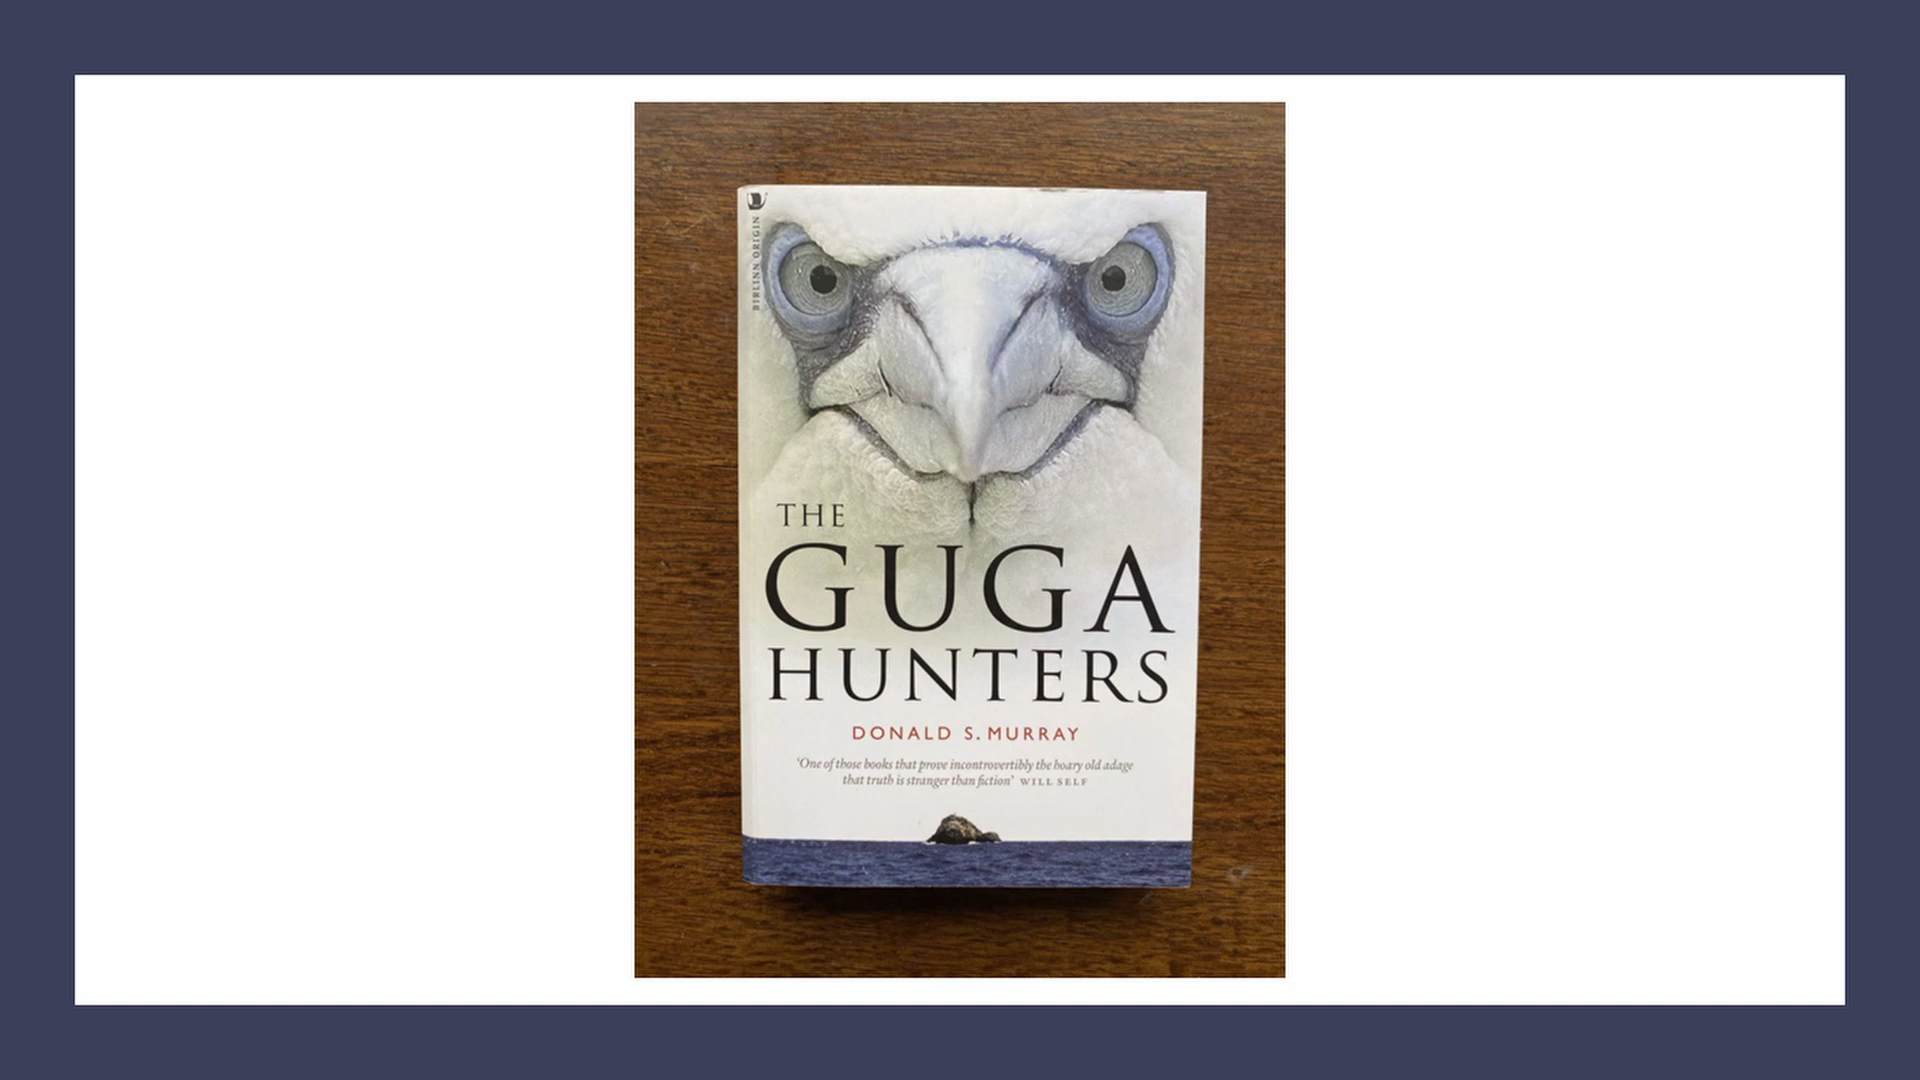 BIRLINN ORIGIN
THE
GUGA
HUNTERS
DONALD S. MURRAY
'One of those books that prove incontrovertibly the hoary old adage
that truth is stranger than fiction' WILL SELF